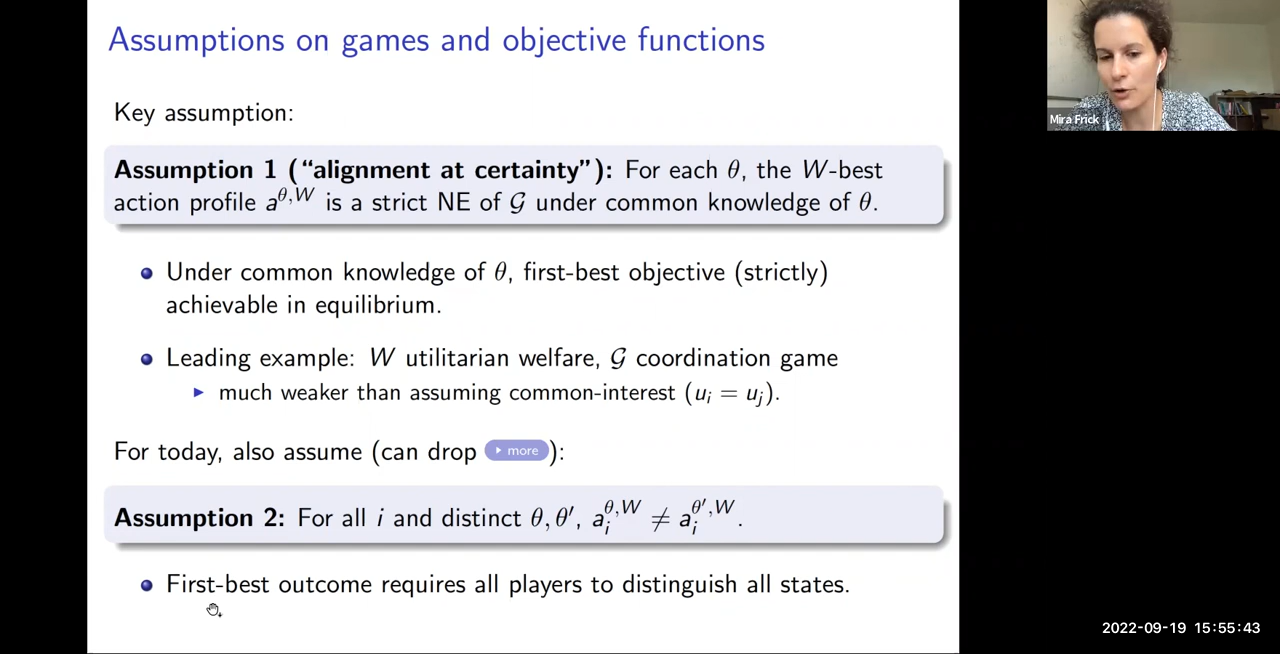 Assumptions on games and objective functions
Key assumption:
Assumption 1 (“alignment at certainty”): For each θ, the W-best
action profile a^{θ,W} is a strict NE of 𝒢 under common knowledge of θ.
Under common knowledge of θ, first-best objective (strictly)
achievable in equilibrium.
Leading example: W utilitarian welfare, 𝒢 coordination game
much weaker than assuming common-interest (u_i = u_j).
For today, also assume (can drop more):
Assumption 2: For all i and distinct θ, θ′, a_i^{θ,W} ≠ a_i^{θ′,W}.
First-best outcome requires all players to distinguish all states.
Mira Frick
2022-09-19 15:55:43